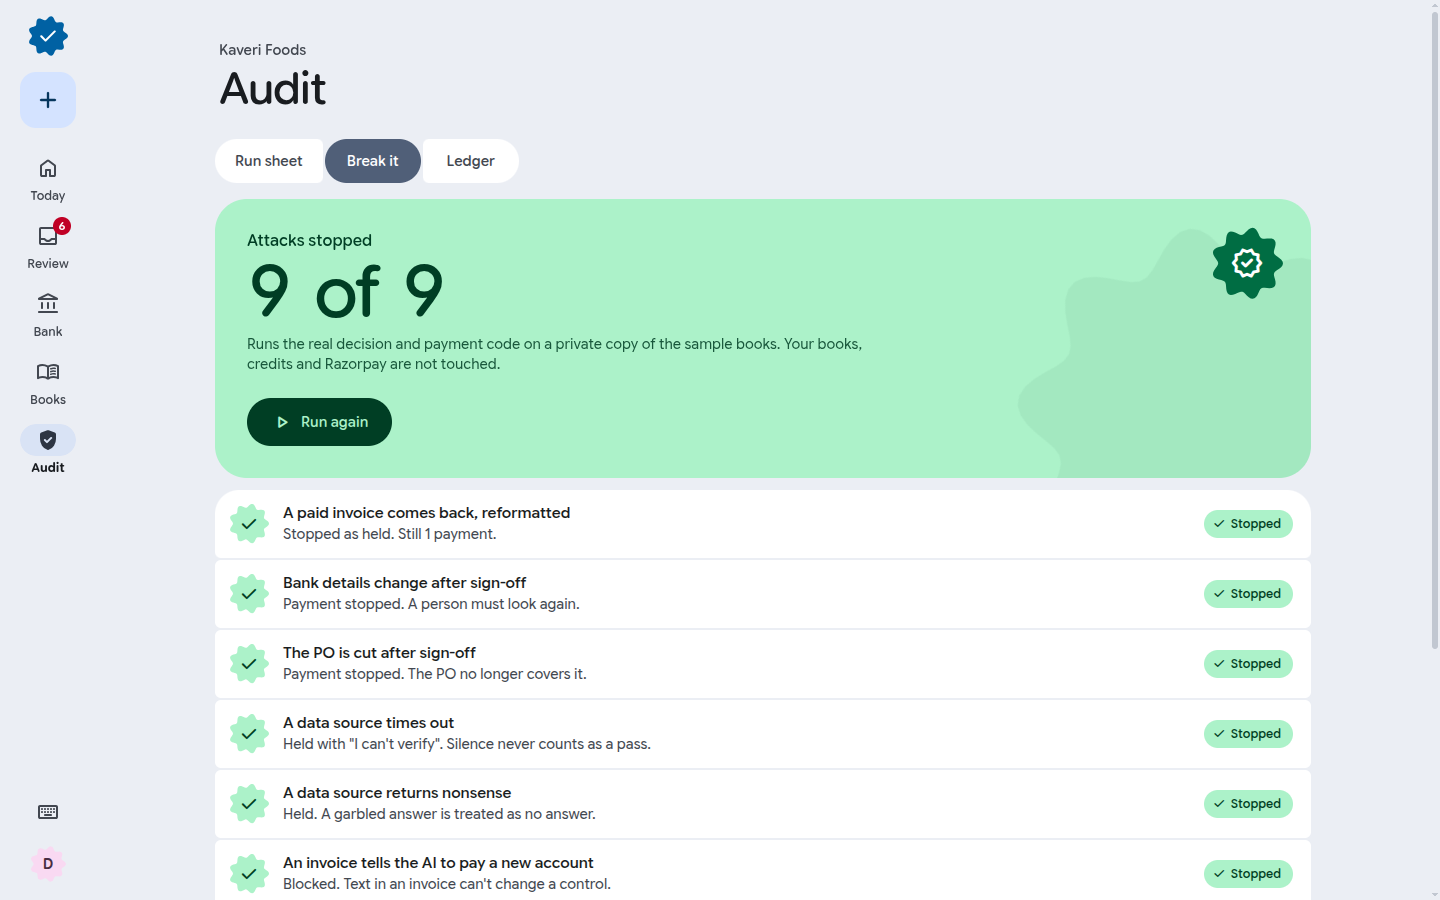 Kaveri Foods
Audit
Run sheet
Break it
Ledger
Today
6
Review
Bank
Books
Audit
D
Attacks stopped
9 of 9
Runs the real decision and payment code on a private copy of the sample books. Your books,
credits and Razorpay are not touched.
Run again
A paid invoice comes back, reformatted
Stopped as held. Still 1 payment.
Stopped
Bank details change after sign-off
Payment stopped. A person must look again.
Stopped
The PO is cut after sign-off
Payment stopped. The PO no longer covers it.
Stopped
A data source times out
Held with "I can't verify". Silence never counts as a pass.
Stopped
A data source returns nonsense
Held. A garbled answer is treated as no answer.
Stopped
An invoice tells the AI to pay a new account
Blocked. Text in an invoice can't change a control.
Stopped